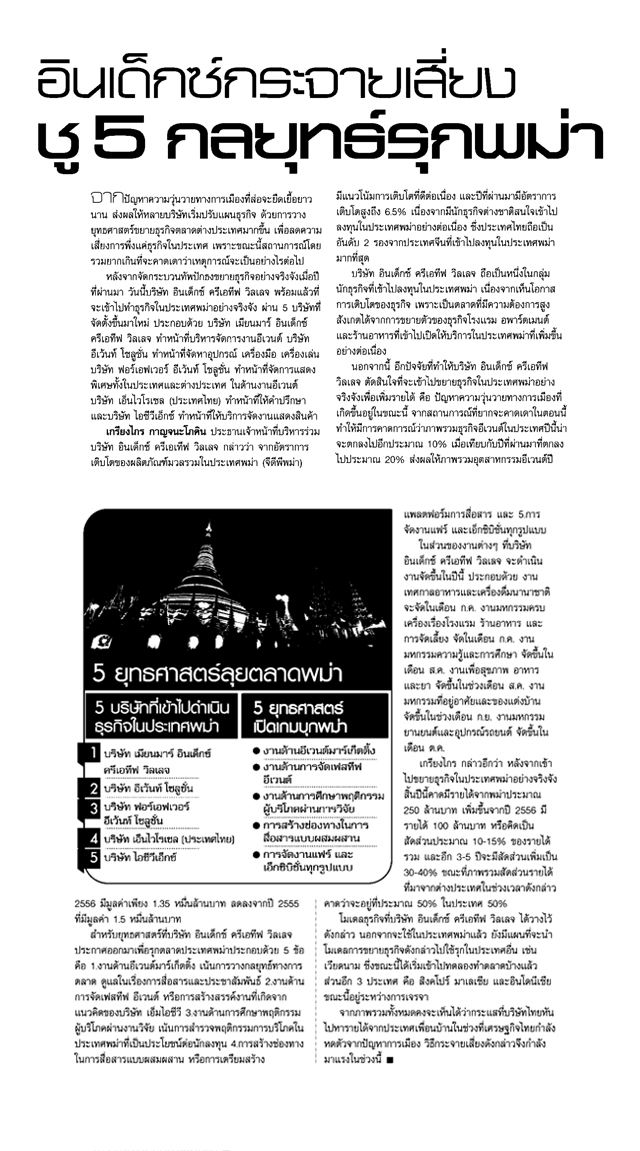 อินเด็กซ์กระจายเสี่ยง
ชู 5 กลยุทธ์รุกพม่า
จากปัญหาความวุ่นวายทางการเมืองที่ส่อจะยืดเยื้อยาว
นาน ส่งผลให้หลายบริษัทเริ่มปรับแผนธุรกิจ ด้วยการวาง
ยุทธศาสตร์ขยายธุรกิจตลาดต่างประเทศมากขึ้น เพื่อลดความ
เสี่ยงการพึ่งแค่ธุรกิจในประเทศ เพราะขณะนี้สถานการณ์โดย
รวมยากเกินที่จะคาดเดาว่าเหตุการณ์จะเป็นอย่างไรต่อไป
หลังจากจัดกระบวนทัพปักธงขยายธุรกิจอย่างจริงจังเมื่อปี
ที่ผ่านมา วันนี้บริษัท อินเด็กซ์ ครีเอทีฟ วิลเลจ พร้อมแล้วที่
จะเข้าไปทำธุรกิจในประเทศพม่าอย่างจริงจัง ผ่าน 5 บริษัทที่
จัดตั้งขึ้นมาใหม่ ประกอบด้วย บริษัท เมียนมาร์ อินเด็กซ์
ครีเอทีฟ วิลเลจ ทำหน้าที่บริหารจัดการงานอีเวนต์ บริษัท
อีเว้นท์ โซลูชั่น ทำหน้าที่จัดหาอุปกรณ์ เครื่องมือ เครื่องเล่น
บริษัท ฟอร์เอฟเวอร์ อีเว้นท์ โซลูชั่น ทำหน้าที่จัดการแสดง
พิเศษทั้งในประเทศและต่างประเทศ ในด้านงานอีเวนต์
บริษัท เอ็นไวโรเซล (ประเทศไทย) ทำหน้าที่ให้คำปรึกษา
และบริษัท ไอซีวีเอ็กซ์ ทำหน้าที่ให้บริการจัดงานแสดงสินค้า
เกรียงไกร กาญจนะโภคิน ประธานเจ้าหน้าที่บริหารร่วม
บริษัท อินเด็กซ์ ครีเอทีฟ วิลเลจ กล่าวว่า จากอัตราการ
เติบโตของผลิตภัณฑ์มวลรวมในประเทศพม่า (จีดีพีพม่า)
มีแนวโน้มการเติบโตที่ดีต่อเนื่อง และปีที่ผ่านมามีอัตราการ
เติบโตสูงถึง 6.5% เนื่องจากมีนักธุรกิจต่างชาติสนใจเข้าไป
ลงทุนในประเทศพม่าอย่างต่อเนื่อง ซึ่งประเทศไทยถือเป็น
อันดับ 2 รองจากประเทศจีนที่เข้าไปลงทุนในประเทศพม่า
มากที่สุด
บริษัท อินเด็กซ์ ครีเอทีฟ วิลเลจ ถือเป็นหนึ่งในกลุ่ม
นักธุรกิจที่เข้าไปลงทุนในประเทศพม่า เนื่องจากเห็นโอกาส
การเติบโตของธุรกิจ เพราะเป็นตลาดที่มีความต้องการสูง
สังเกตได้จากการขยายตัวของธุรกิจโรงแรม อพาร์ตเมนต์
และร้านอาหารที่เข้าไปเปิดให้บริการในประเทศพม่าที่เพิ่มขึ้น
อย่างต่อเนื่อง
นอกจากนี้ อีกปัจจัยที่ทำให้บริษัท อินเด็กซ์ ครีเอทีฟ
วิลเลจ ตัดสินใจที่จะเข้าไปขยายธุรกิจในประเทศพม่าอย่าง
จริงจังเพื่อเพิ่มรายได้ คือ ปัญหาความวุ่นวายทางการเมืองที่
เกิดขึ้นอยู่ในขณะนี้ จากสถานการณ์ที่ยากจะคาดเดาในตอนนี้
ทำให้มีการคาดการณ์ว่าภาพรวมธุรกิจอีเวนต์ในประเทศปีนี้น่า
จะตกลงไปอีกประมาณ 10% เมื่อเทียบกับปีที่ผ่านมาที่ตกลง
ไปประมาณ 20% ส่งผลให้ภาพรวมอุตสาหกรรมอีเวนต์ปี
5 ยุทธศาสตร์ลุยตลาดพม่า
5 บริษัทที่เข้าไปดำเนิน
ธุรกิจในประเทศพม่า
1 บริษัท เมียนมาร์ อินเด็กซ์
ครีเอทีฟ วิลเลจ
2 บริษัท อีเว้นท์ โซลูชั่น
3 บริษัท ฟอร์เอฟเวอร์
อีเว้นท์ โซลูชั่น
4 บริษัท เอ็นไวโรเซล (ประเทศไทย)
5 บริษัท ไอซีวีเอ็กซ์
5 ยุทธศาสตร์
เปิดเกมบุกพม่า
● งานด้านอีเวนต์มาร์เก็ตติ้ง
● งานด้านการจัดเฟสทีฟ
อีเวนต์
● งานด้านการศึกษาพฤติกรรม
ผู้บริโภคผ่านการวิจัย
● การสร้างช่องทางในการ
สื่อสารแบบผสมผสาน
● การจัดงานแฟร์ และ
เอ็กซิบิชั่นทุกรูปแบบ
2556 มีมูลค่าเพียง 1.35 หมื่นล้านบาท ลดลงจากปี 2555
ที่มีมูลค่า 1.5 หมื่นล้านบาท
สำหรับยุทธศาสตร์ที่บริษัท อินเด็กซ์ ครีเอทีฟ วิลเลจ
ประกาศออกมาเพื่อรุกตลาดประเทศพม่าประกอบด้วย 5 ข้อ
คือ 1.งานด้านอีเวนต์มาร์เก็ตติ้ง เน้นการวางกลยุทธ์ทางการ
ตลาด ดูแลในเรื่องการสื่อสารและประชาสัมพันธ์ 2.งานด้าน
การจัดเฟสทีฟ อีเวนต์ หรือการสร้างสรรค์งานที่เกิดจาก
แนวคิดของบริษัท เอ็มไอซีวี 3.งานด้านการศึกษาพฤติกรรม
ผู้บริโภคผ่านงานวิจัย เน้นการสำรวจพฤติกรรมการบริโภคใน
ประเทศพม่าที่เป็นประโยชน์ต่อนักลงทุน 4.การสร้างช่องทาง
ในการสื่อสารแบบผสมผสาน หรือการเตรียมสร้าง
แพลตฟอร์มการสื่อสาร และ 5.การ
จัดงานแฟร์ และเอ็กซิบิชั่นทุกรูปแบบ
ในส่วนของงานต่างๆ ที่บริษัท
อินเด็กซ์ ครีเอทีฟ วิลเลจ จะดำเนิน
งานจัดขึ้นในปีนี้ ประกอบด้วย งาน
เทศกาลอาหารและเครื่องดื่มนานาชาติ
จะจัดในเดือน ก.ค. งานมหกรรมครบ
เครื่องเรื่องโรงแรม ร้านอาหาร และ
การจัดเลี้ยง จัดในเดือน ก.ค. งาน
มหกรรมความรู้และการศึกษา จัดขึ้นใน
เดือน ส.ค. งานเพื่อสุขภาพ อาหาร
และยา จัดขึ้นในช่วงเดือน ส.ค. งาน
มหกรรมที่อยู่อาศัยและของแต่งบ้าน
จัดขึ้นในช่วงเดือน ก.ย. งานมหกรรม
ยานยนต์และอุปกรณ์รถยนต์ จัดขึ้นใน
เดือน ต.ค.
เกรียงไกร กล่าวอีกว่า หลังจากเข้า
ไปขยายธุรกิจในประเทศพม่าอย่างจริงจัง
สิ้นปีนี้คาดมีรายได้จากพม่าประมาณ
250 ล้านบาท เพิ่มขึ้นจากปี 2556 มี
รายได้ 100 ล้านบาท หรือคิดเป็น
สัดส่วนประมาณ 10-15% ของรายได้
รวม และอีก 3-5 ปีจะมีสัดส่วนเพิ่มเป็น
30-40% ขณะที่ภาพรวมสัดส่วนรายได้
ที่มาจากต่างประเทศในช่วงเวลาดังกล่าว
คาดว่าจะอยู่ที่ประมาณ 50% ในประเทศ 50%
โมเดลธุรกิจที่บริษัท อินเด็กซ์ ครีเอทีฟ วิลเลจ ได้วางไว้
ดังกล่าว นอกจากจะใช้ในประเทศพม่าแล้ว ยังมีแผนที่จะนำ
โมเดลการขยายธุรกิจดังกล่าวไปใช้รุกในประเทศอื่น เช่น
เวียดนาม ซึ่งขณะนี้ได้เริ่มเข้าไปทดลองทำตลาดบ้างแล้ว
ส่วนอีก 3 ประเทศ คือ สิงคโปร์ มาเลเซีย และอินโดนีเซีย
ขณะนี้อยู่ระหว่างการเจรจา
จากภาพรวมทั้งหมดคงจะเห็นได้ว่ากระแสที่บริษัทไทยหัน
ไปหารายได้จากประเทศเพื่อนบ้านในช่วงที่เศรษฐกิจไทยกำลัง
หดตัวจากปัญหาการเมือง วิธีกระจายเสี่ยงดังกล่าวจึงกำลัง
มาแรงในช่วงนี้ ■